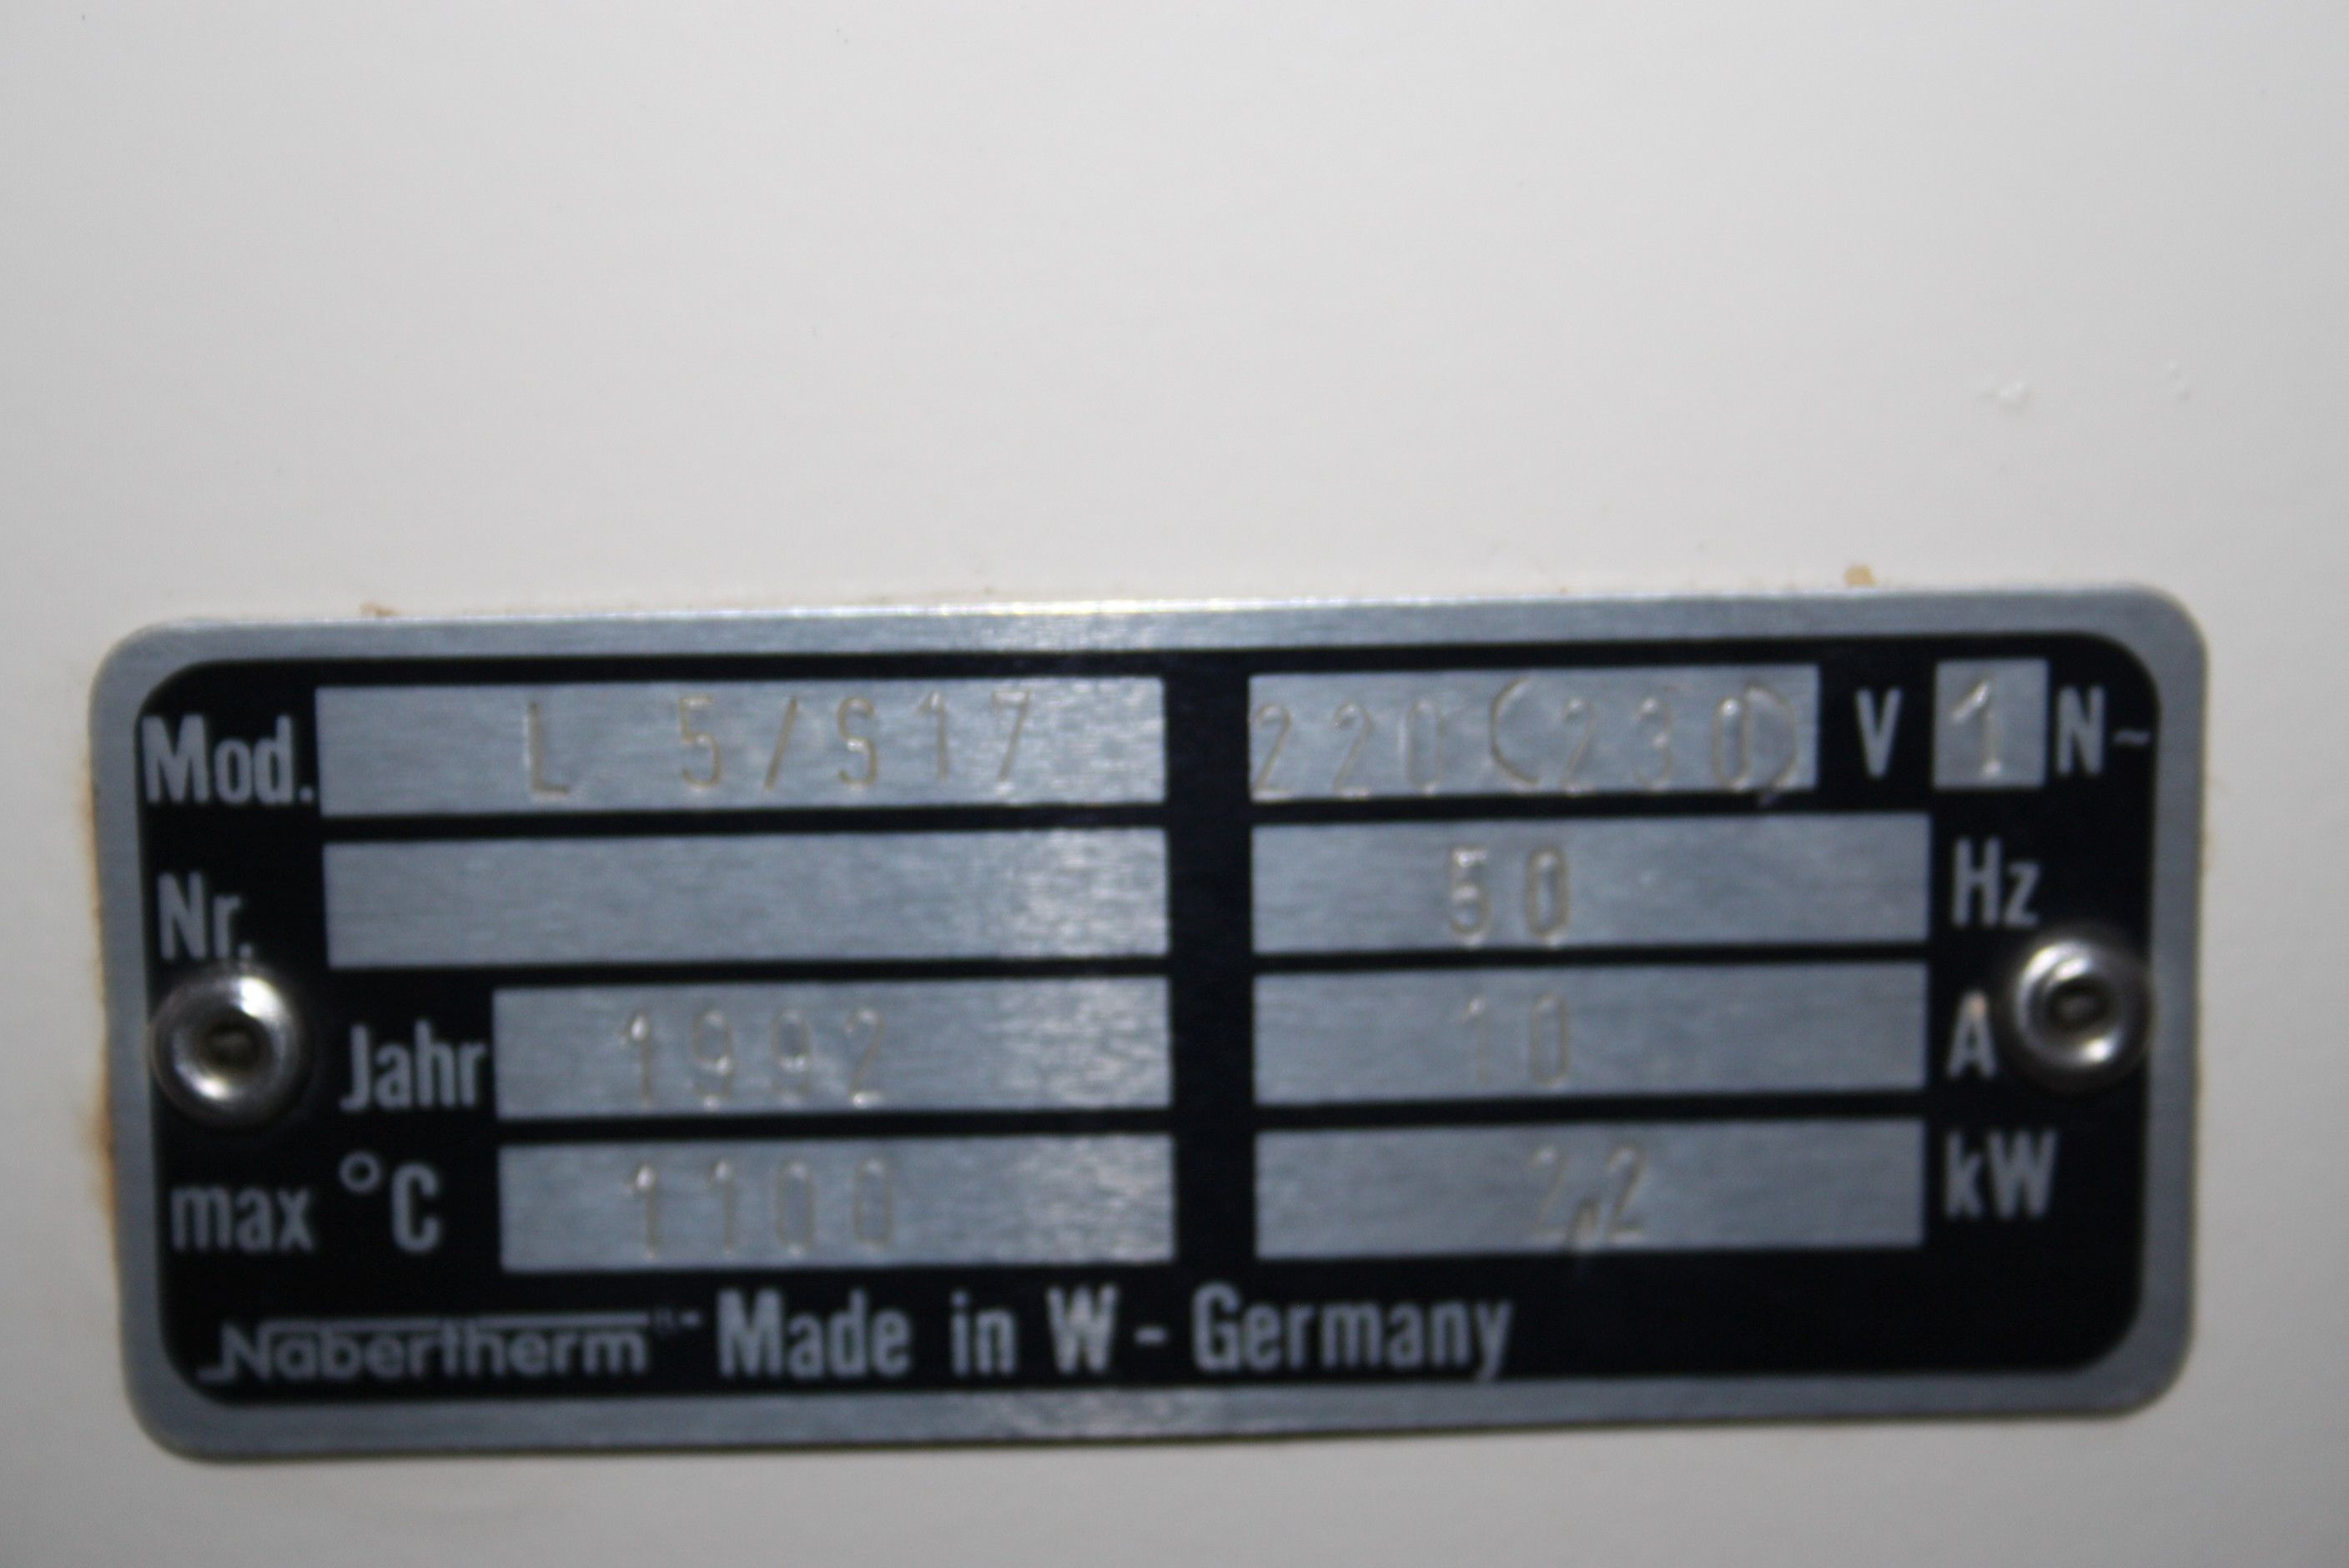 Mod. L 5/S17 220(230) V 1 N~
Nr. 50 Hz
Jahr 1992 10 A
max °C 1100 2,2 kW
Nabertherm Made in W-Germany